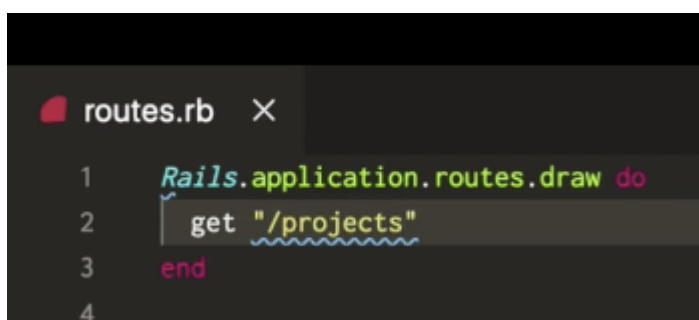 routes.rb ×
1 Rails.application.routes.draw do
2 get "/projects"
3 end
4